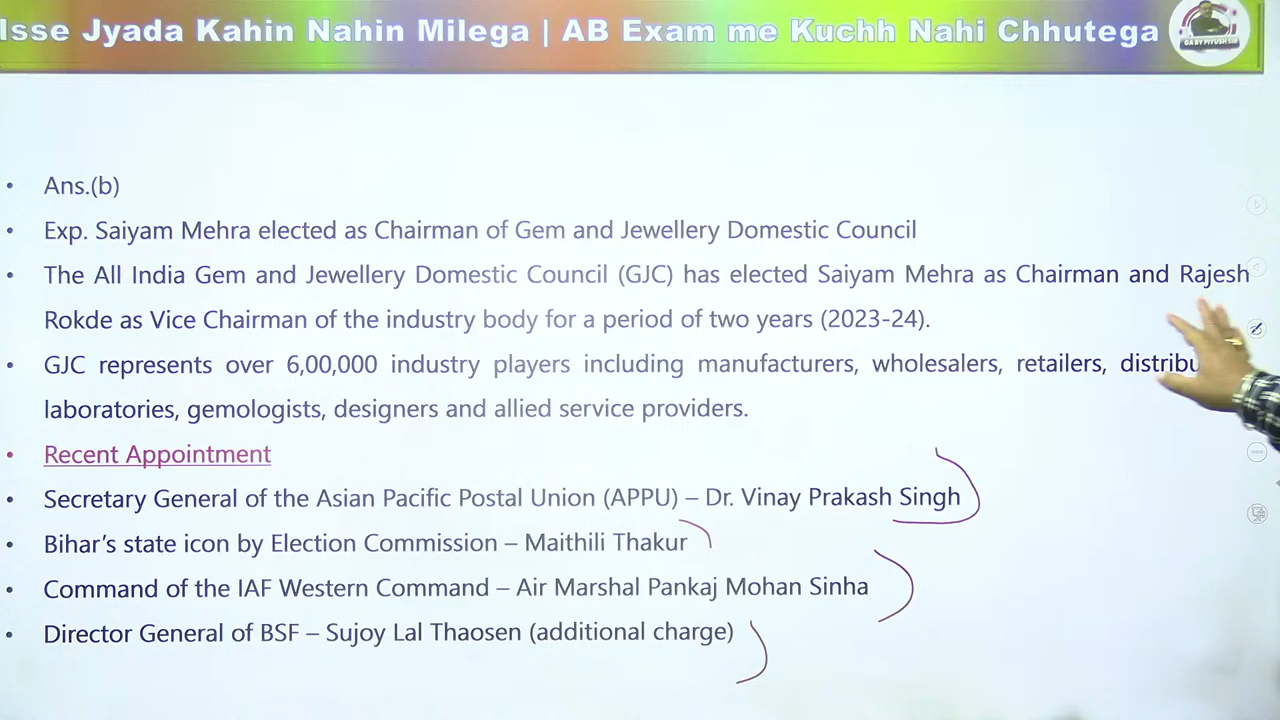 Isse Jyada Kahin Nahin Milega | AB Exam me Kuchh Nahi Chhutega
GA BY PIYUSH SIR
• Ans.(b)
• Exp. Saiyam Mehra elected as Chairman of Gem and Jewellery Domestic Council
• The All India Gem and Jewellery Domestic Council (GJC) has elected Saiyam Mehra as Chairman and Rajesh
Rokde as Vice Chairman of the industry body for a period of two years (2023-24).
• GJC represents over 6,00,000 industry players including manufacturers, wholesalers, retailers, distribu
laboratories, gemologists, designers and allied service providers.
• Recent Appointment
• Secretary General of the Asian Pacific Postal Union (APPU) – Dr. Vinay Prakash Singh
• Bihar’s state icon by Election Commission – Maithili Thakur
• Command of the IAF Western Command – Air Marshal Pankaj Mohan Sinha
• Director General of BSF – Sujoy Lal Thaosen (additional charge)